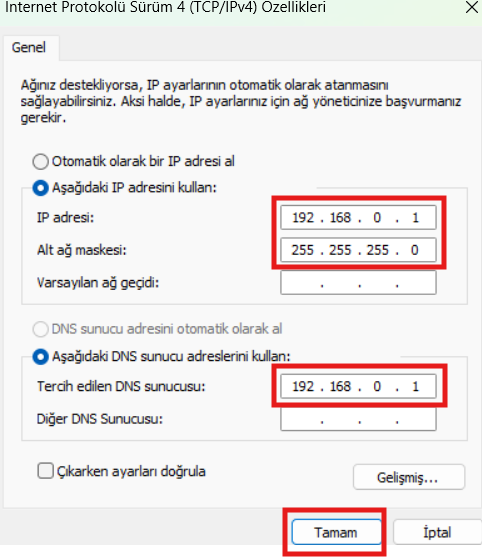 İnternet Protokolü Sürüm 4 (TCP/IPv4) Özellikleri
Genel
Ağınız destekliyorsa, IP ayarlarının otomatik olarak atanmasını
sağlayabilirsiniz. Aksi halde, IP ayarlarınız için ağ yöneticinize başvurmanız
gerekir.
Otomatik olarak bir IP adresi al
Aşağıdaki IP adresini kullan:
IP adresi: 192 . 168 . 0 . 1
Alt ağ maskesi: 255 . 255 . 255 . 0
Varsayılan ağ geçidi: . . .
DNS sunucu adresini otomatik olarak al
Aşağıdaki DNS sunucu adreslerini kullan:
Tercih edilen DNS sunucusu: 192 . 168 . 0 . 1
Diğer DNS Sunucusu: . . .
Çıkarken ayarları doğrula
Gelişmiş...
Tamam İptal